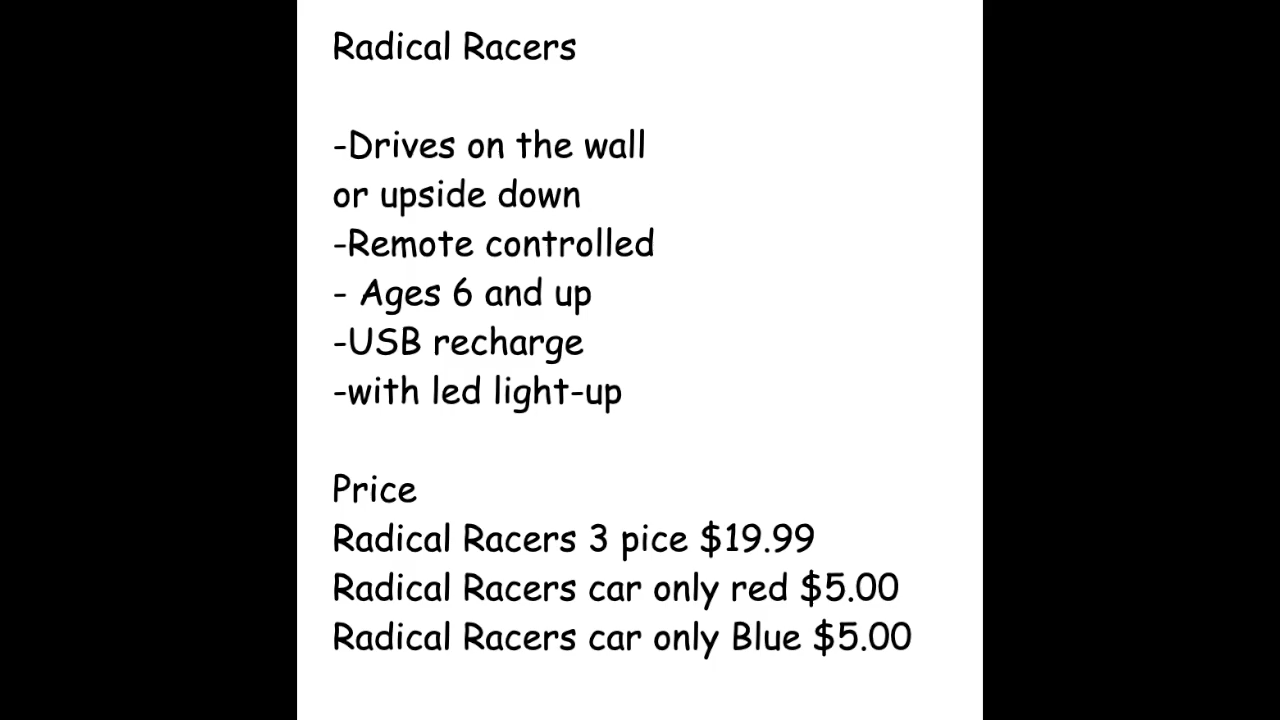 Radical Racers
-Drives on the wall
or upside down
-Remote controlled
- Ages 6 and up
-USB recharge
-with led light-up
Price
Radical Racers 3 pice $19.99
Radical Racers car only red $5.00
Radical Racers car only Blue $5.00